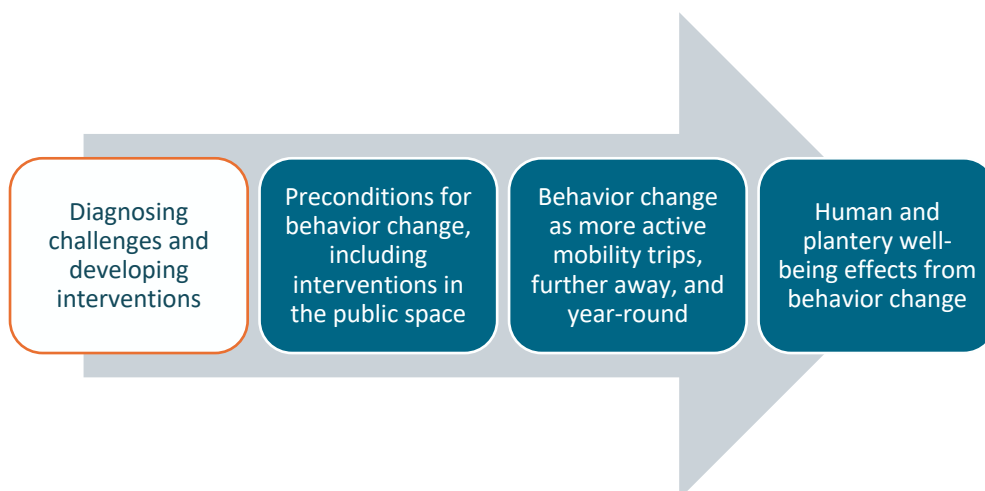 Diagnosing
challenges and
developing
interventions
Preconditions for
behavior change,
including
interventions in
the public space
Behavior change
as more active
mobility trips,
further away, and
year-round
Human and
plantery well-
being effects from
behavior change